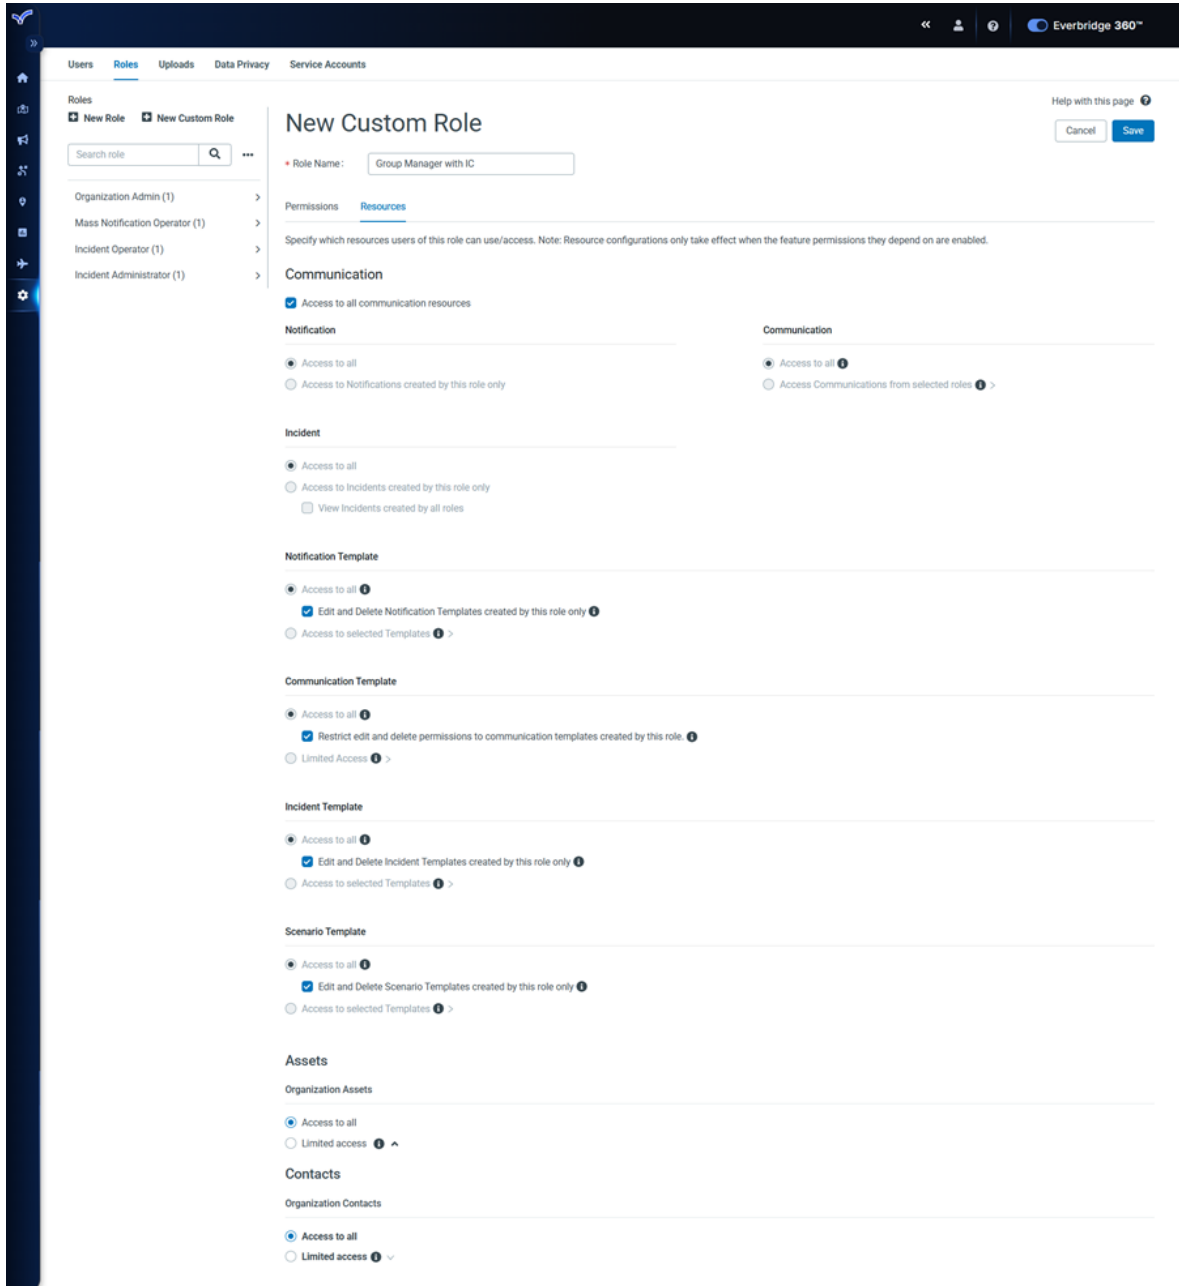 Everbridge 360™
Users Roles Uploads Data Privacy Service Accounts
Roles
New Role New Custom Role
Search role
Organization Admin (1)
Mass Notification Operator (1)
Incident Operator (1)
Incident Administrator (1)
Help with this page
New Custom Role
Cancel Save
* Role Name: Group Manager with IC
Permissions Resources
Specify which resources users of this role can use/access. Note: Resource configurations only take effect when the feature permissions they depend on are enabled.
Communication
Access to all communication resources
Notification
Access to all
Access to Notifications created by this role only
Communication
Access to all
Access Communications from selected roles
Incident
Access to all
Access to Incidents created by this role only
View Incidents created by all roles
Notification Template
Access to all
Edit and Delete Notification Templates created by this role only
Access to selected Templates
Communication Template
Access to all
Restrict edit and delete permissions to communication templates created by this role.
Limited Access
Incident Template
Access to all
Edit and Delete Incident Templates created by this role only
Access to selected Templates
Scenario Template
Access to all
Edit and Delete Scenario Templates created by this role only
Access to selected Templates
Assets
Organization Assets
Access to all
Limited access
Contacts
Organization Contacts
Access to all
Limited access